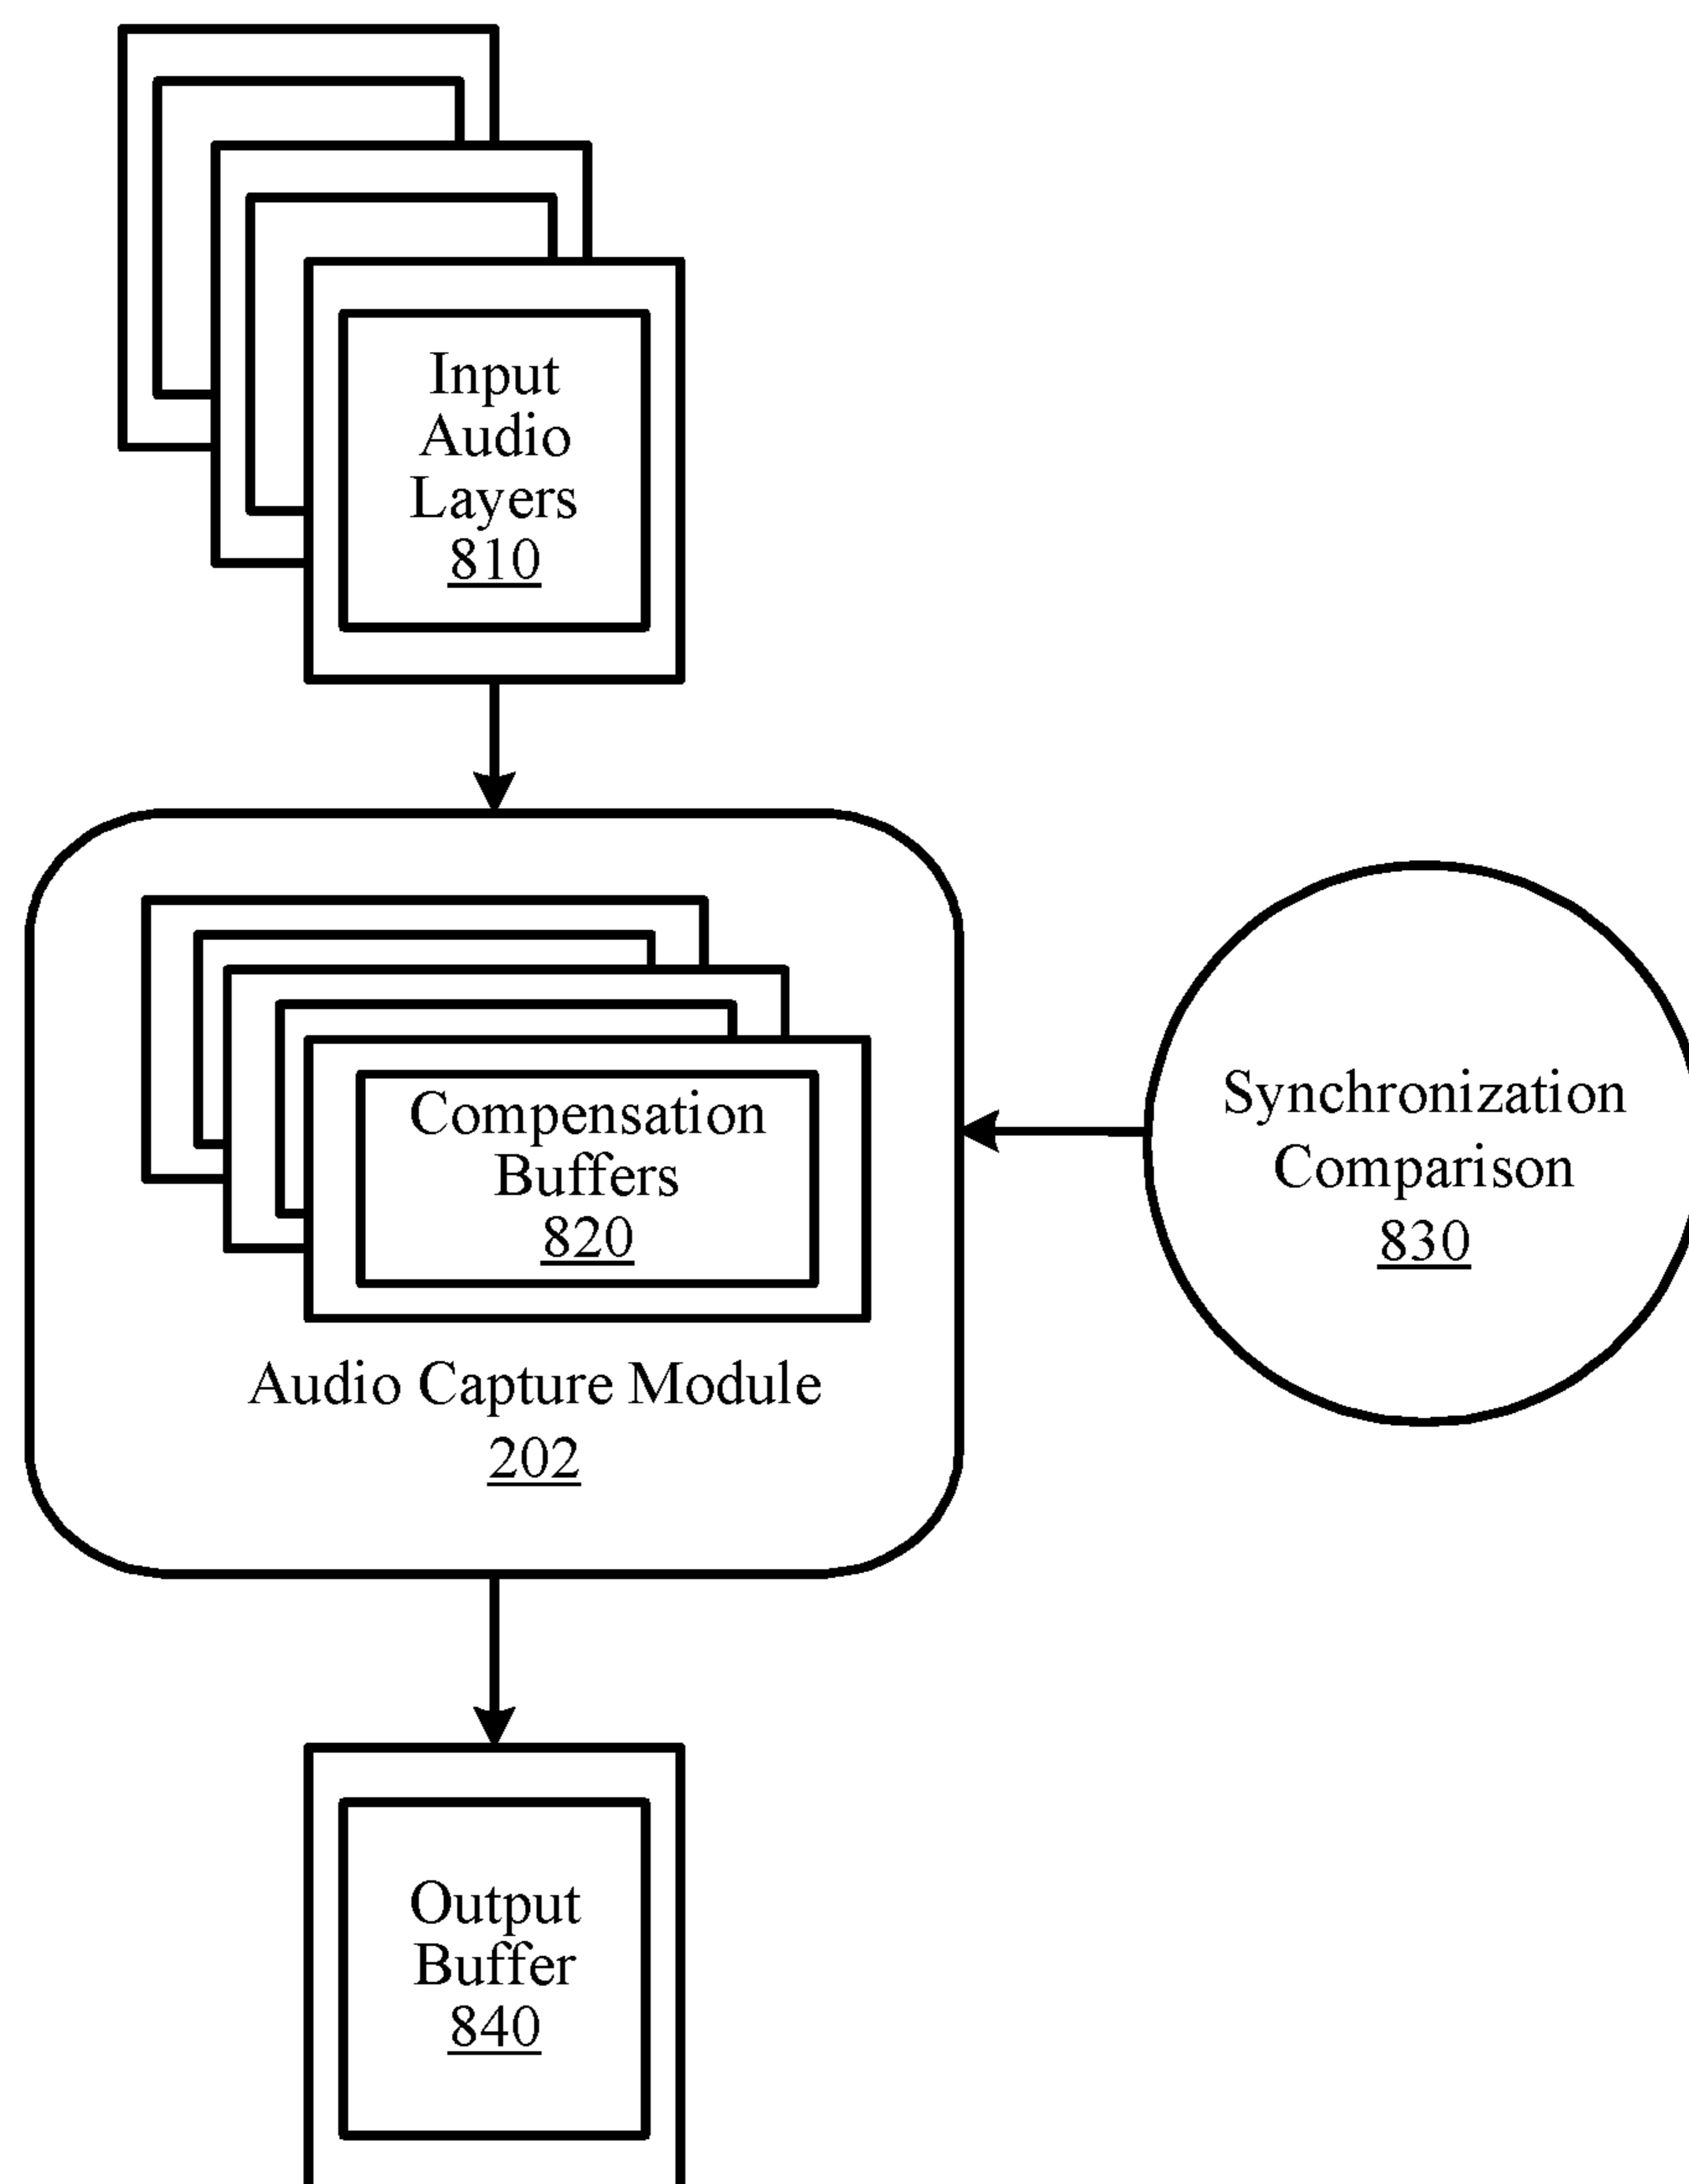 Input
Audio
Layers
810
Compensation
Buffers
820
Audio Capture Module
202
Synchronization
Comparison
830
Output
Buffer
840